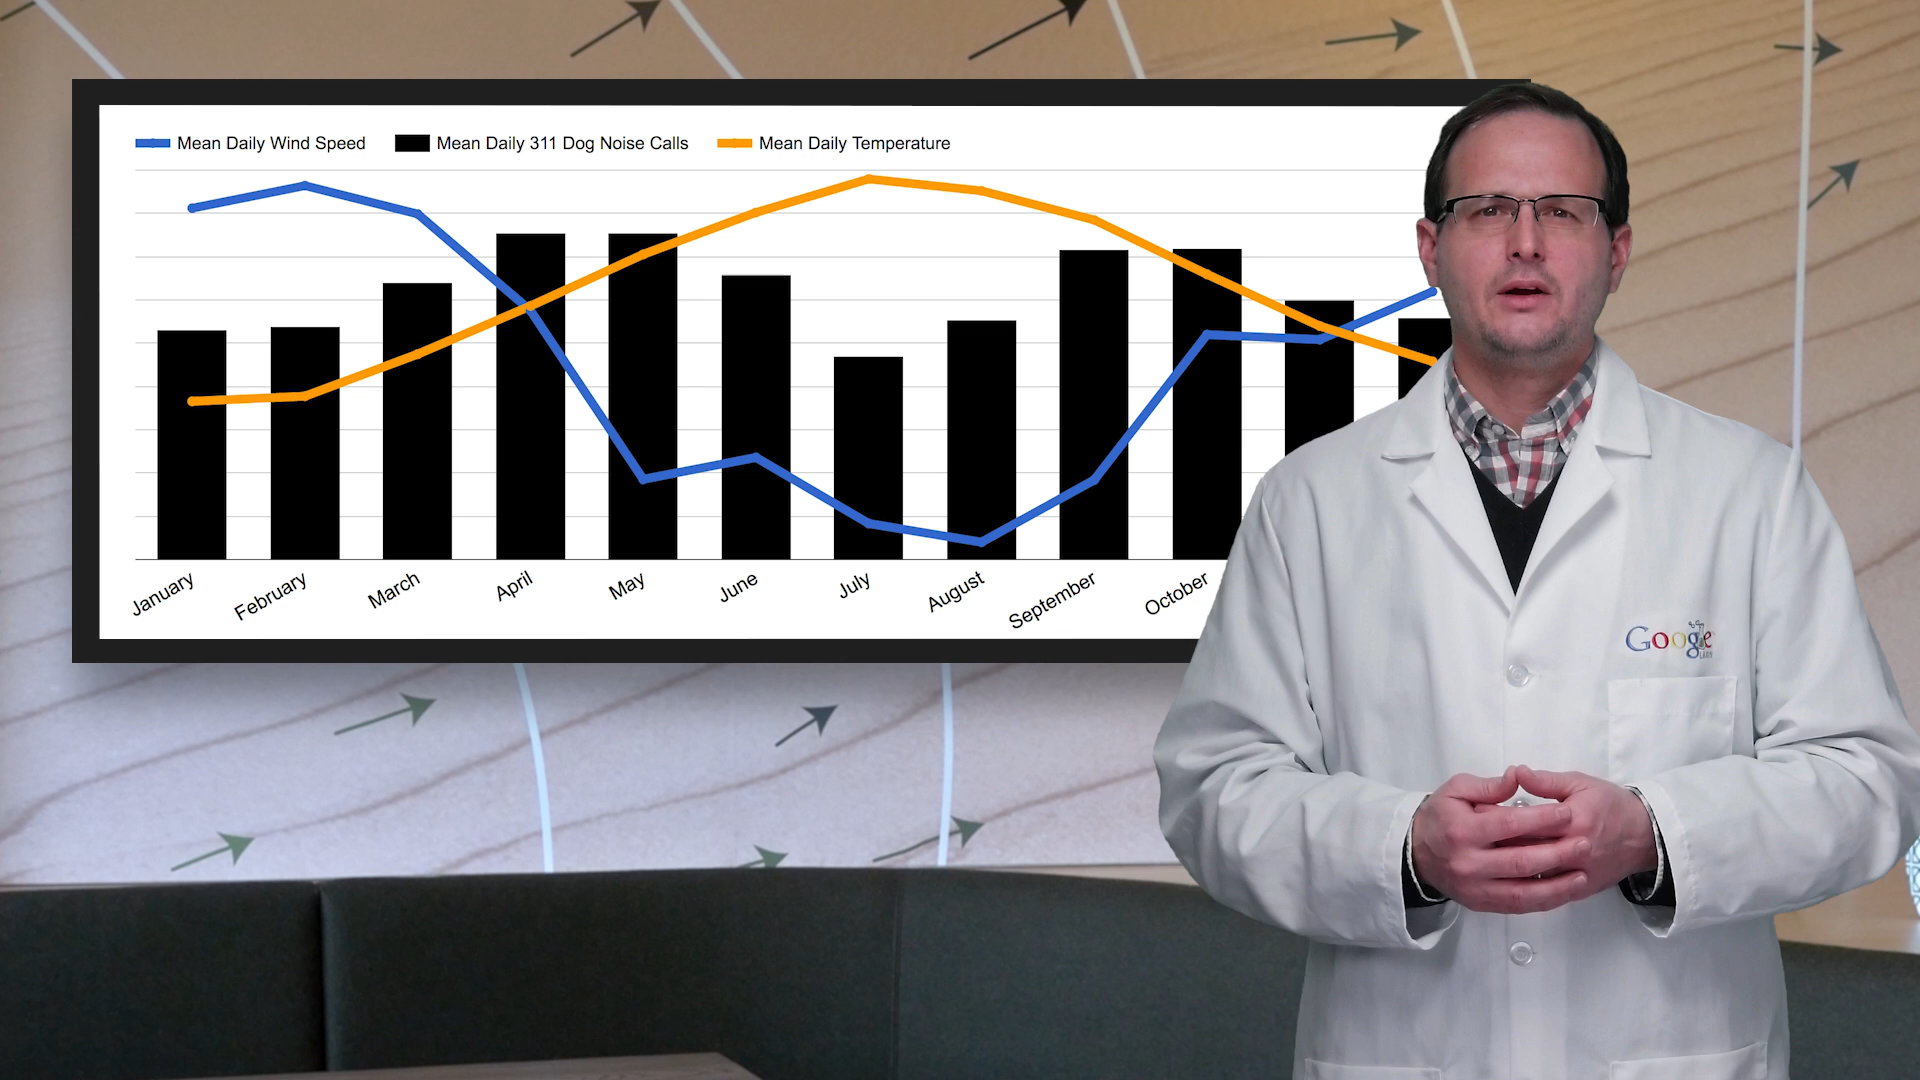 Mean Daily Wind Speed Mean Daily 311 Dog Noise Calls Mean Daily Temperature
January February March April May June July August September October
Google